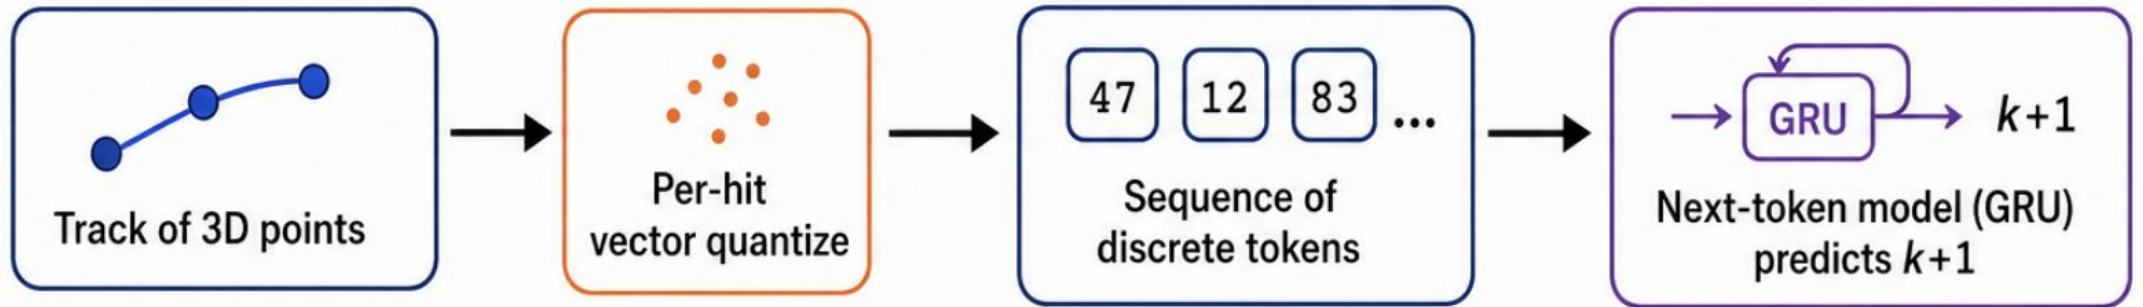 Track of 3D points
Per-hit
vector quantize
47 12 83 ...
Sequence of
discrete tokens
GRU k+1
Next-token model (GRU)
predicts k+1